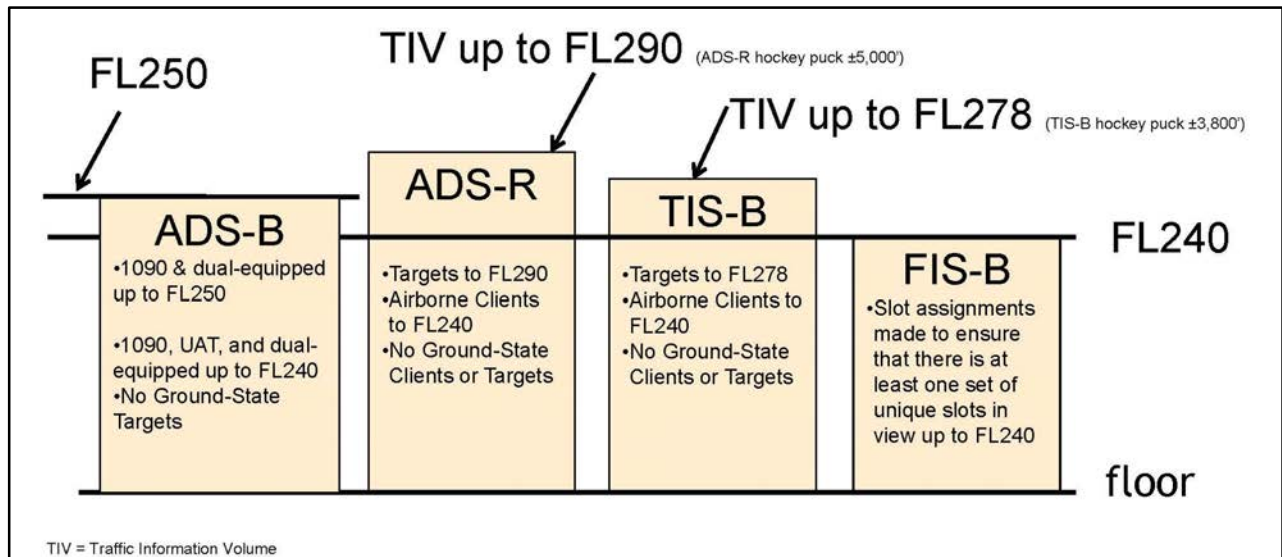 FL250
TIV up to FL290 (ADS-R hockey puck ±5,000')
TIV up to FL278 (TIS-B hockey puck ±3,800')
ADS-B
•1090 & dual-equipped
up to FL250
•1090, UAT, and dual-
equipped up to FL240
•No Ground-State
Targets
ADS-R
•Targets to FL290
•Airborne Clients
to FL240
•No Ground-State
Clients or Targets
TIS-B
•Targets to FL278
•Airborne Clients to
FL240
•No Ground-State
Clients or Targets
FL240
FIS-B
•Slot assignments
made to ensure
that there is at
least one set of
unique slots in
view up to FL240
floor
TIV = Traffic Information Volume